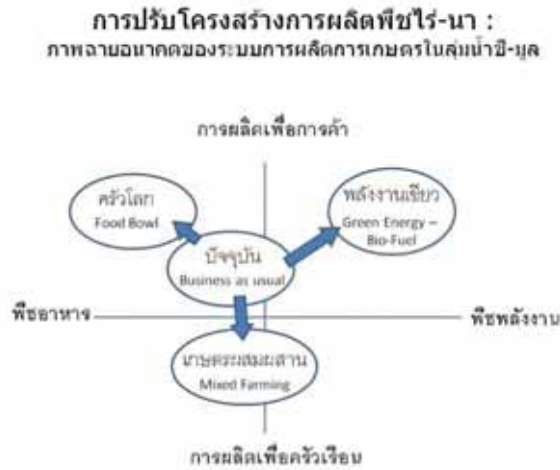 การปรับโครงสร้างการผลิตพืชไร่-นา :
ภาพฉายอนาคตของระบบการผลิตการเกษตรในลุ่มน้ำชี-มูล
การผลิตเพื่อการค้า
ครัวโลก
Food Bowl
พลังงานเขียว
Green Energy –
Bio-Fuel
ปัจจุบัน
Business as usual
พืชอาหาร
พืชพลังงาน
เกษตรผสมผสาน
Mixed Farming
การผลิตเพื่อครัวเรือน